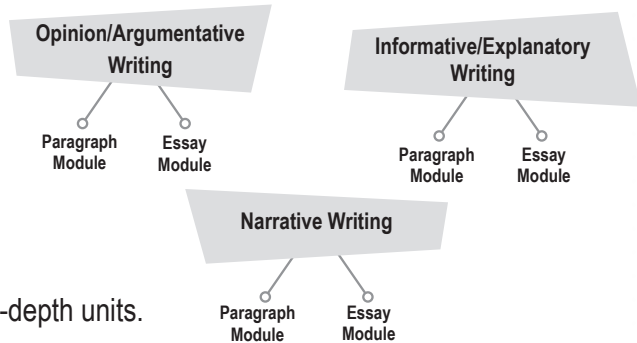 Opinion/Argumentative
Writing
Informative/Explanatory
Writing
Paragraph
Module
Essay
Module
Paragraph
Module
Essay
Module
Narrative Writing
-depth units.
Paragraph
Module
Essay
Module